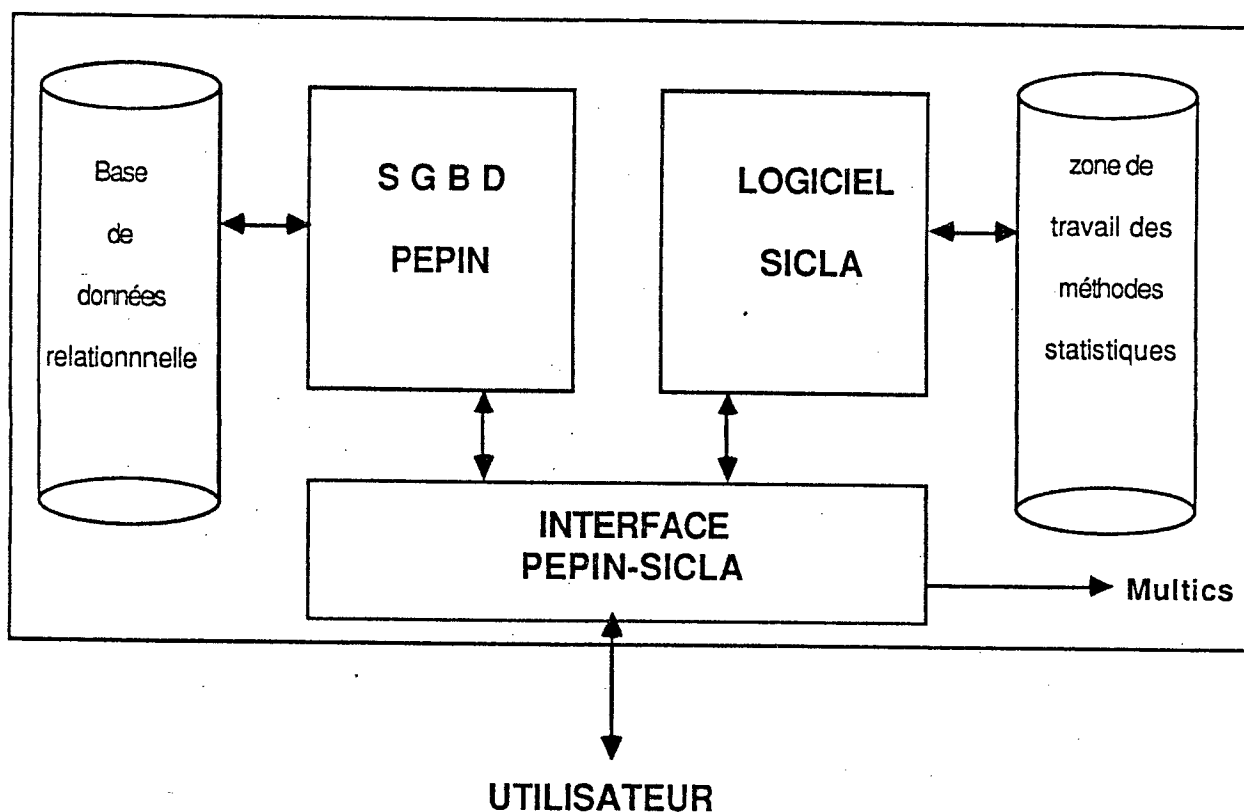 Base
de
données
relationnnelle
S G B D
PEPIN
LOGICIEL
SICLA
zone de
travail des
méthodes
statistiques
INTERFACE
PEPIN-SICLA
Multics
UTILISATEUR